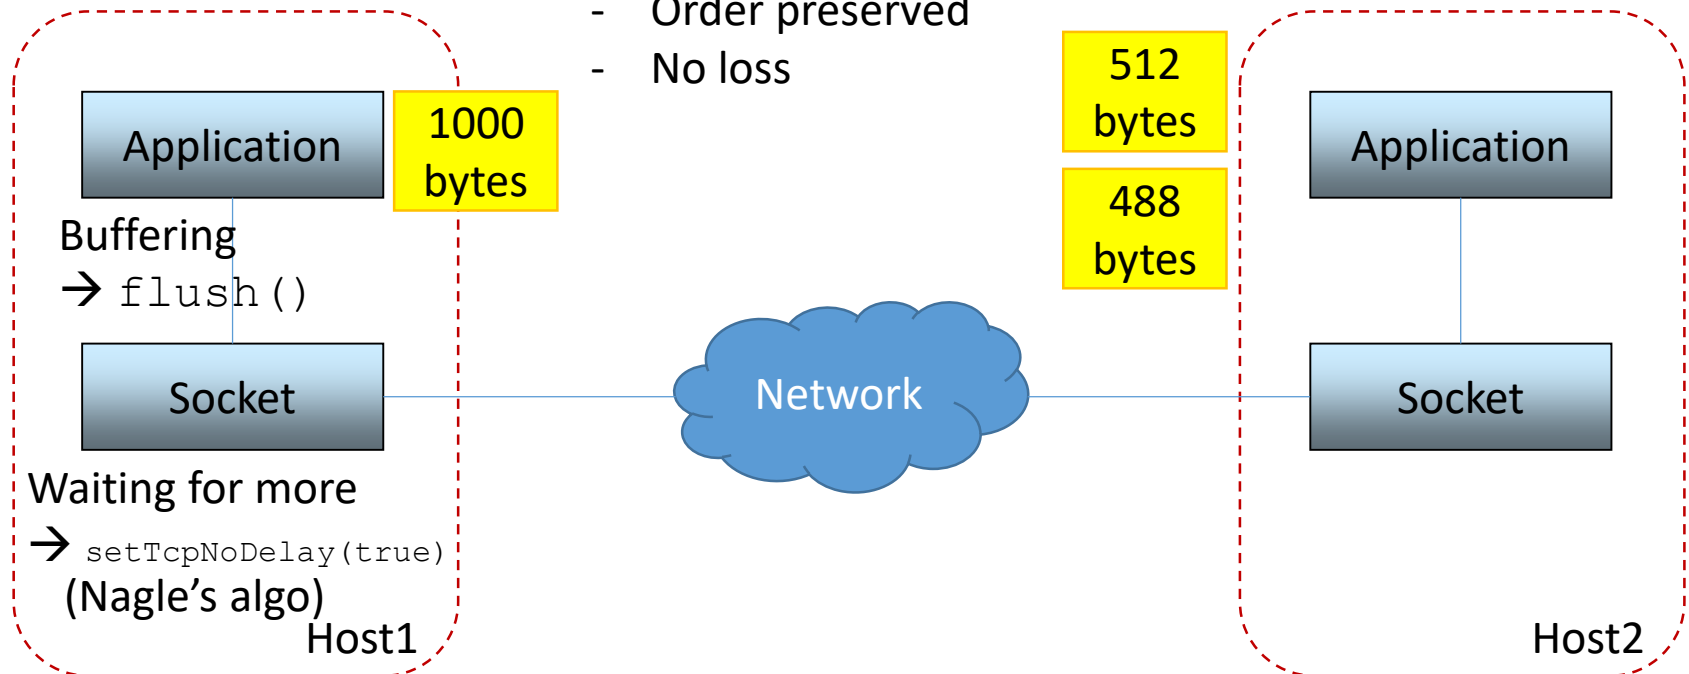 - Order preserved
- No loss
Application
1000
bytes
512
bytes
488
bytes
Application
Buffering
→ flush()
Socket
Network
Socket
Waiting for more
→ setTcpNoDelay(true)
(Nagle’s algo)
Host1
Host2